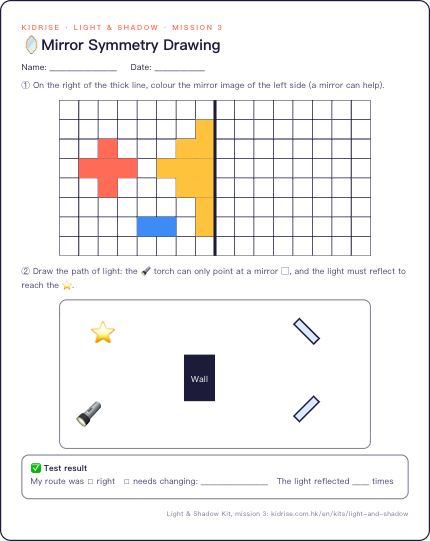 KIDRISE · LIGHT & SHADOW · MISSION 3
Mirror Symmetry Drawing
Name: ______________ Date: __________
① On the right of the thick line, colour the mirror image of the left side (a mirror can help).
② Draw the path of light: the 🔦 torch can only point at a mirror ⬜, and the light must reflect to
reach the ⭐.
Wall
✅ Test result
My route was □ right □ needs changing: ______________ The light reflected ___ times
Light & Shadow Kit, mission 3: kidrise.com.hk/en/kits/light-and-shadow